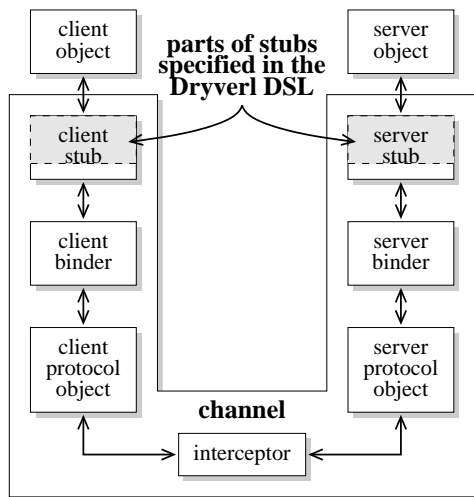 client
object
parts of stubs
specified in the
Dryverl DSL
server
object
client
stub
server
stub
client
binder
server
binder
client
protocol
object
server
protocol
object
channel
interceptor